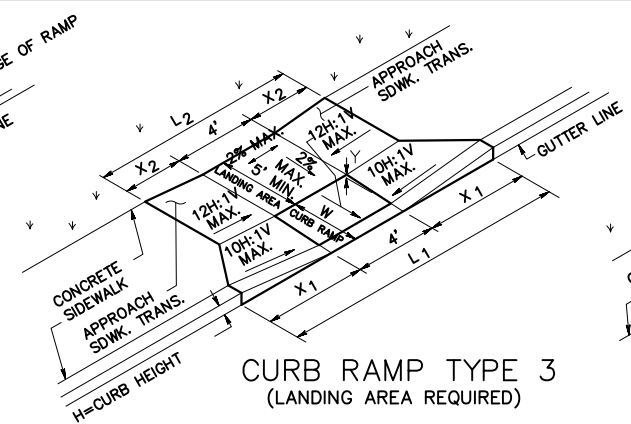 GE OF RAMP
NE
L2
X2
4'
X2
APPROACH
SDWK. TRANS.
12H:1V
MAX.
2% MAX.
2%
MAX.
Y
10H:1V
MAX.
GUTTER LINE
5' MIN.
LANDING AREA
W
CURB RAMP
12H:1V
MAX.
10H:1V
MAX.
X1
4'
X1
L1
CONCRETE
SIDEWALK
APPROACH
SDWK. TRANS.
H=CURB HEIGHT
CURB RAMP TYPE 3
(LANDING AREA REQUIRED)